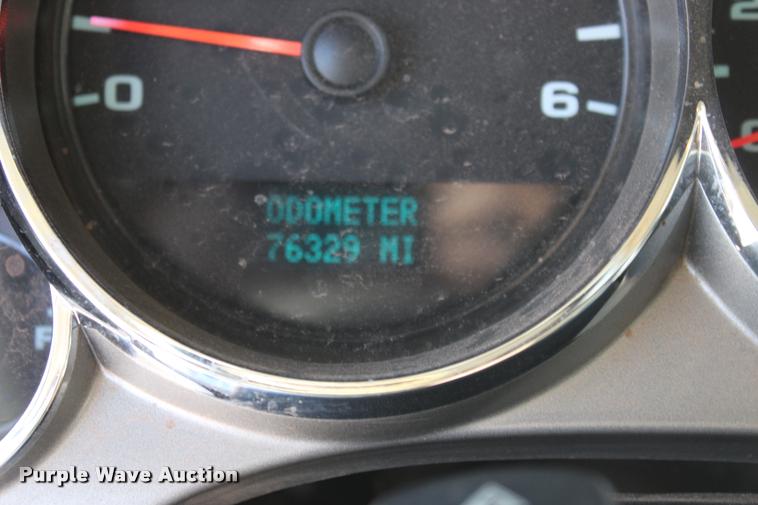 0
6
ODOMETER
76329 MI
Purple Wave Auction